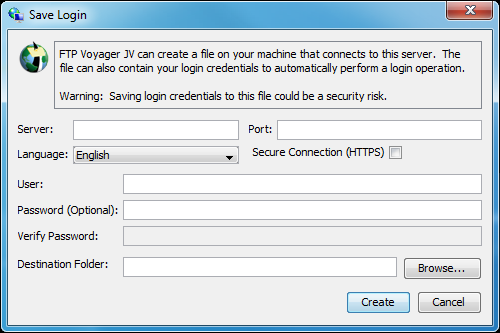 Save Login
FTP Voyager JV can create a file on your machine that connects to this server. The
file can also contain your login credentials to automatically perform a login operation.
Warning: Saving login credentials to this file could be a security risk.
Server: Port:
Language: English Secure Connection (HTTPS)
User:
Password (Optional):
Verify Password:
Destination Folder: Browse...
Create Cancel